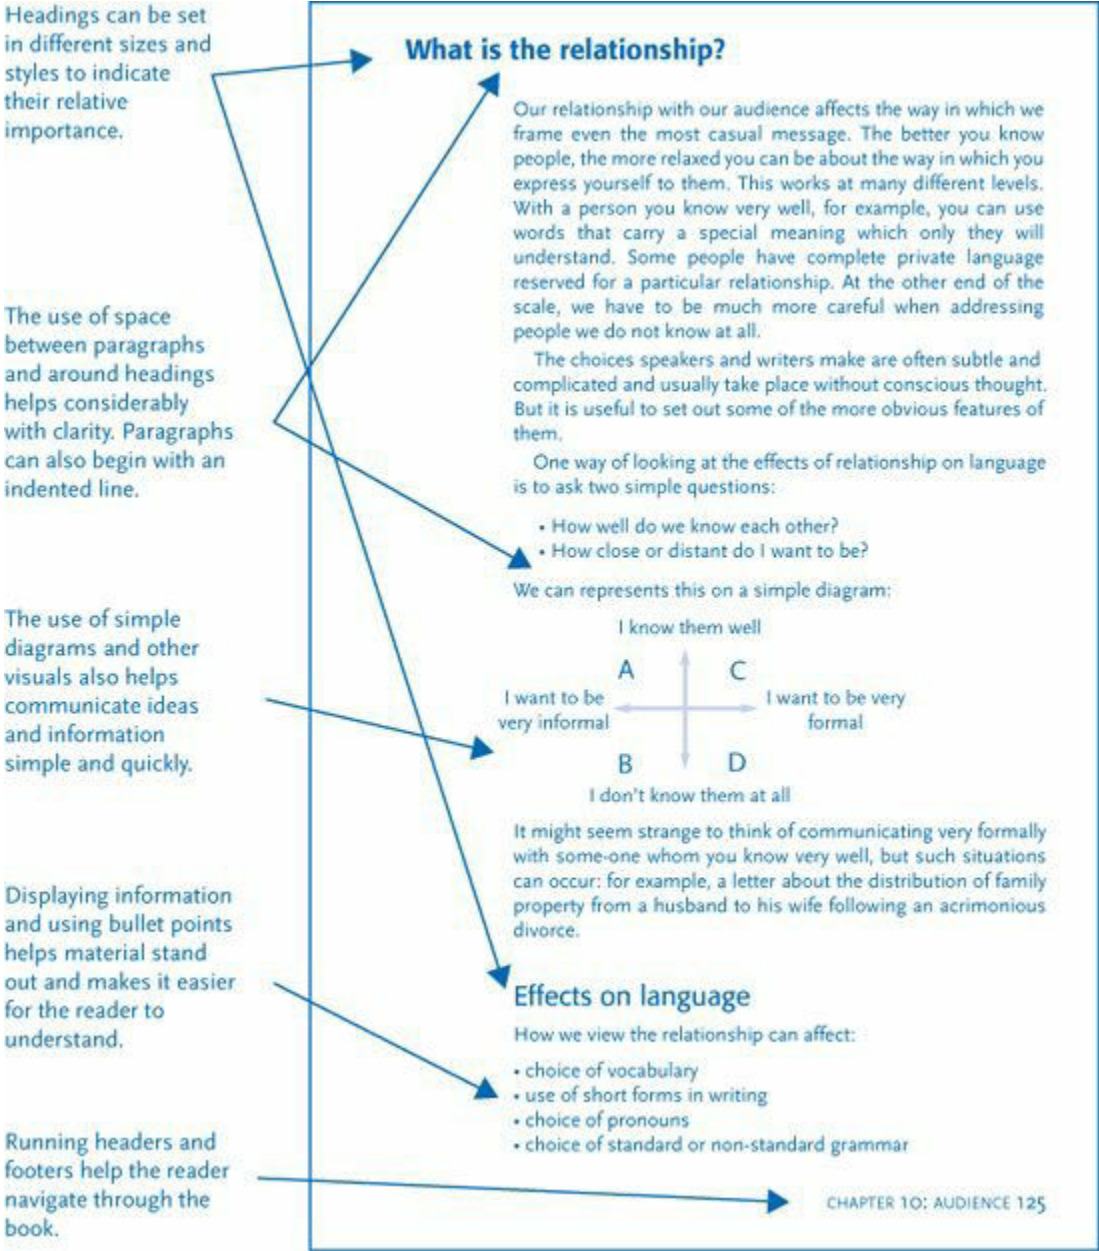 Headings can be set
in different sizes and
styles to indicate
their relative
importance.
The use of space
between paragraphs
and around headings
helps considerably
with clarity. Paragraphs
can also begin with an
indented line.
The use of simple
diagrams and other
visuals also helps
communicate ideas
and information
simple and quickly.
Displaying information
and using bullet points
helps material stand
out and makes it easier
for the reader to
understand.
Running headers and
footers help the reader
navigate through the
book.
What is the relationship?
Our relationship with our audience affects the way in which we
frame even the most casual message. The better you know
people, the more relaxed you can be about the way in which you
express yourself to them. This works at many different levels.
With a person you know very well, for example, you can use
words that carry a special meaning which only they will
understand. Some people have complete private language
reserved for a particular relationship. At the other end of the
scale, we have to be much more careful when addressing
people we do not know at all.
The choices speakers and writers make are often subtle and
complicated and usually take place without conscious thought.
But it is useful to set out some of the more obvious features of
them.
One way of looking at the effects of relationship on language
is to ask two simple questions:
• How well do we know each other?
• How close or distant do I want to be?
We can represents this on a simple diagram:
I know them well
A C
I want to be
very informal
I want to be very
formal
B D
I don't know them at all
It might seem strange to think of communicating very formally
with some-one whom you know very well, but such situations
can occur: for example, a letter about the distribution of family
property from a husband to his wife following an acrimonious
divorce.
Effects on language
How we view the relationship can affect:
• choice of vocabulary
• use of short forms in writing
• choice of pronouns
• choice of standard or non-standard grammar
CHAPTER 10: AUDIENCE 125